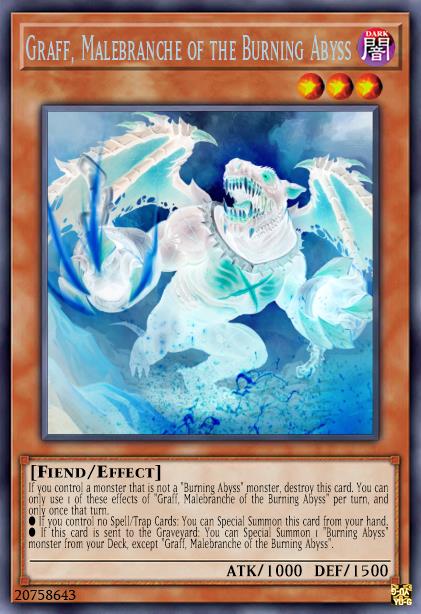 Graff, Malebranche of the Burning Abyss
DARK
闇
[Fiend/Effect]
If you control a monster that is not a "Burning Abyss" monster, destroy this card. You can
only use 1 of these effects of "Graff, Malebranche of the Burning Abyss" per turn, and
only once that turn.
● If you control no Spell/Trap Cards: You can Special Summon this card from your hand.
● If this card is sent to the Graveyard: You can Special Summon 1 "Burning Abyss"
monster from your Deck, except "Graff, Malebranche of the Burning Abyss".
ATK/1000 DEF/1500
20758643